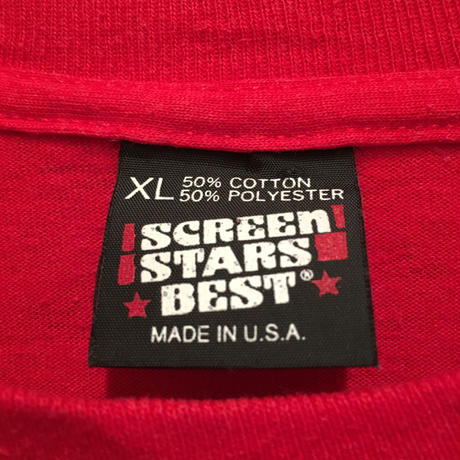 XL 50% COTTON
50% POLYESTER
SCREEN
STARS
BEST®
MADE IN U.S.A.